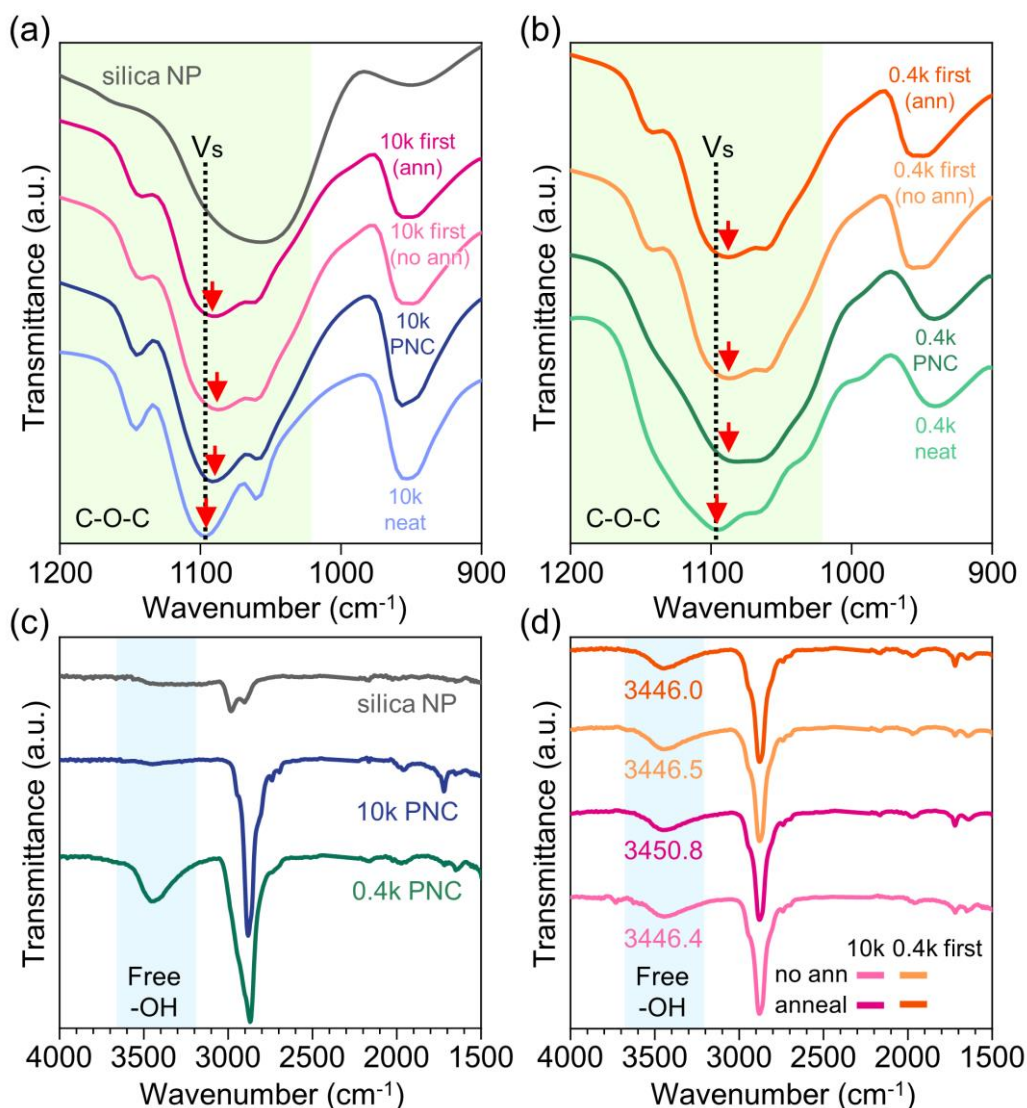 (a)
silica NP
Vs
10k first
(ann)
10k first
(no ann)
10k
PNC
10k
neat
C-O-C
Transmittance (a.u.)
1200 1100 1000 900
Wavenumber (cm⁻¹)
(b)
0.4k first
(ann)
Vs
0.4k first
(no ann)
0.4k
PNC
0.4k
neat
C-O-C
Transmittance (a.u.)
1200 1100 1000 900
Wavenumber (cm⁻¹)
(c)
silica NP
10k PNC
0.4k PNC
Free
-OH
Transmittance (a.u.)
4000 3500 3000 2500 2000 1500
Wavenumber (cm⁻¹)
(d)
3446.0
3446.5
3450.8
3446.4
10k 0.4k first
no ann
anneal
Free
-OH
Transmittance (a.u.)
4000 3500 3000 2500 2000 1500
Wavenumber (cm⁻¹)